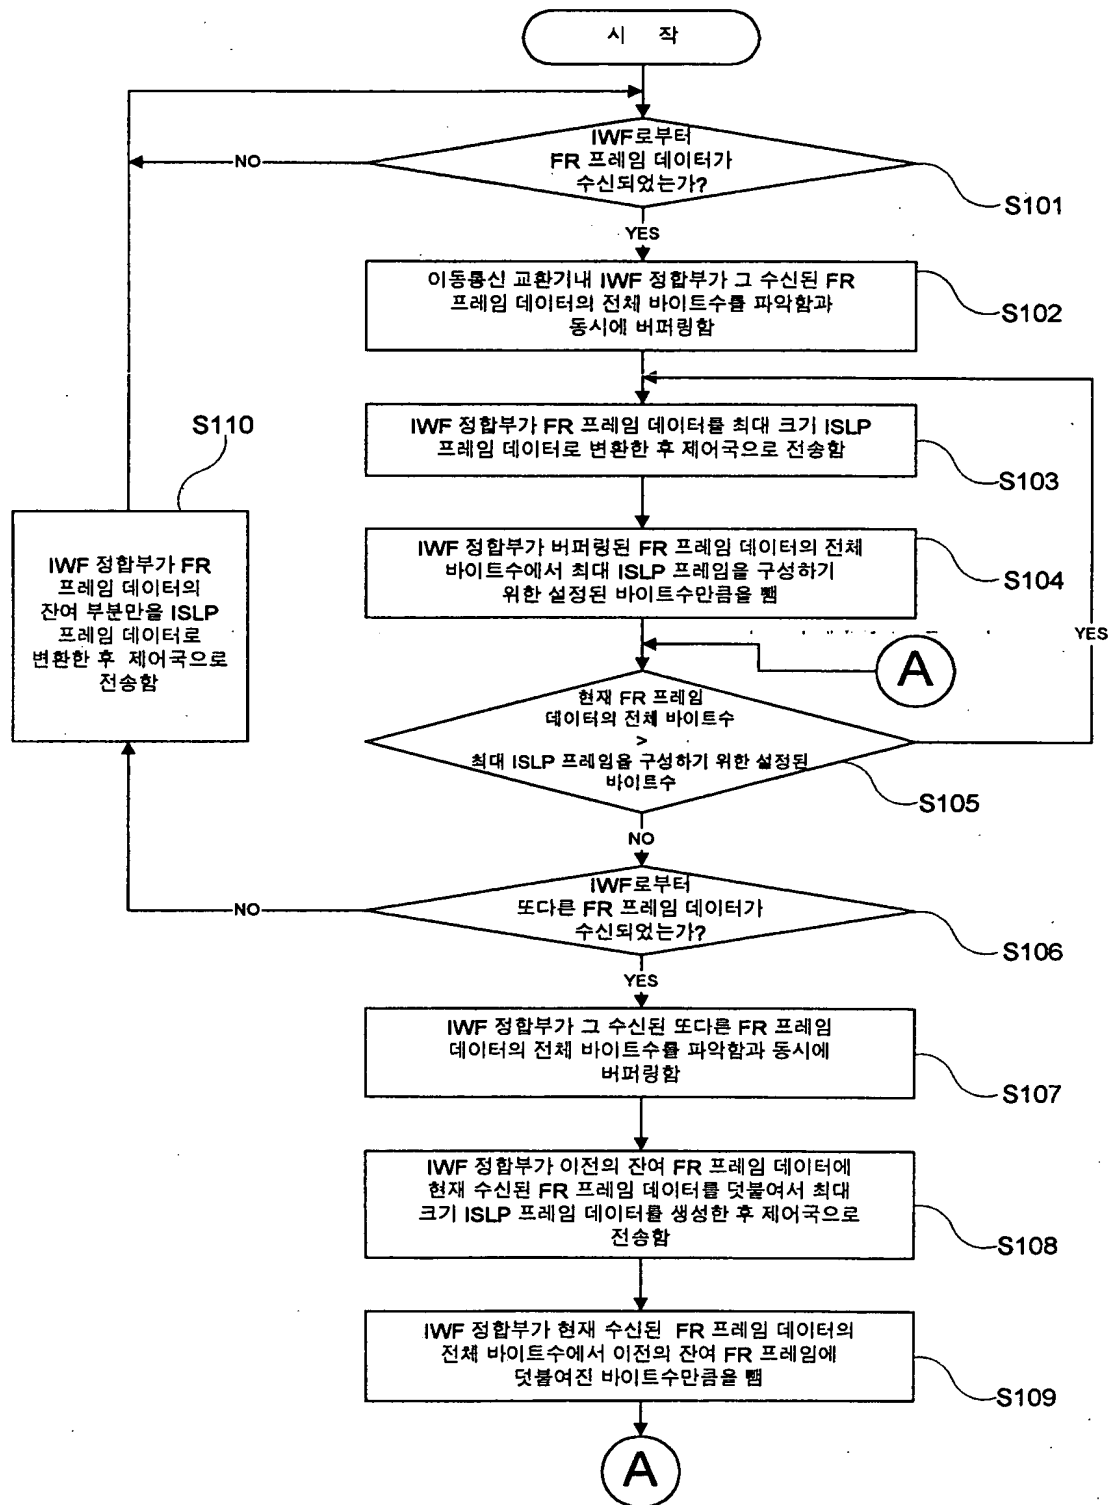 시 작
IWF로부터
FR 프레임 데이터가
수신되었는가?
NO
S101
YES
이동통신 교환기내 IWF 정합부가 그 수신된 FR
프레임 데이터의 전체 바이트수를 파악함과
동시에 버퍼링함
S102
IWF 정합부가 FR 프레임 데이터를 최대 크기 ISLP
프레임 데이터로 변환한 후 제어국으로 전송함
S103
S110
IWF 정합부가 FR
프레임 데이터의
잔여 부분만을 ISLP
프레임 데이터로
변환한 후 제어국으로
전송함
IWF 정합부가 버퍼링된 FR 프레임 데이터의 전체
바이트수에서 최대 ISLP 프레임을 구성하기
위한 설정된 바이트수만큼을 뺌
S104
YES
A
현재 FR 프레임
데이터의 전체 바이트수
>
최대 ISLP 프레임을 구성하기 위한 설정된
바이트수
S105
NO
IWF로부터
또다른 FR 프레임 데이터가
수신되었는가?
NO
S106
YES
IWF 정합부가 그 수신된 또다른 FR 프레임
데이터의 전체 바이트수를 파악함과 동시에
버퍼링함
S107
IWF 정합부가 이전의 잔여 FR 프레임 데이터에
현재 수신된 FR 프레임 데이터를 덧붙여서 최대
크기 ISLP 프레임 데이터를 생성한 후 제어국으로
전송함
S108
IWF 정합부가 현재 수신된 FR 프레임 데이터의
전체 바이트수에서 이전의 잔여 FR 프레임에
덧붙여진 바이트수만큼을 뺌
S109
A